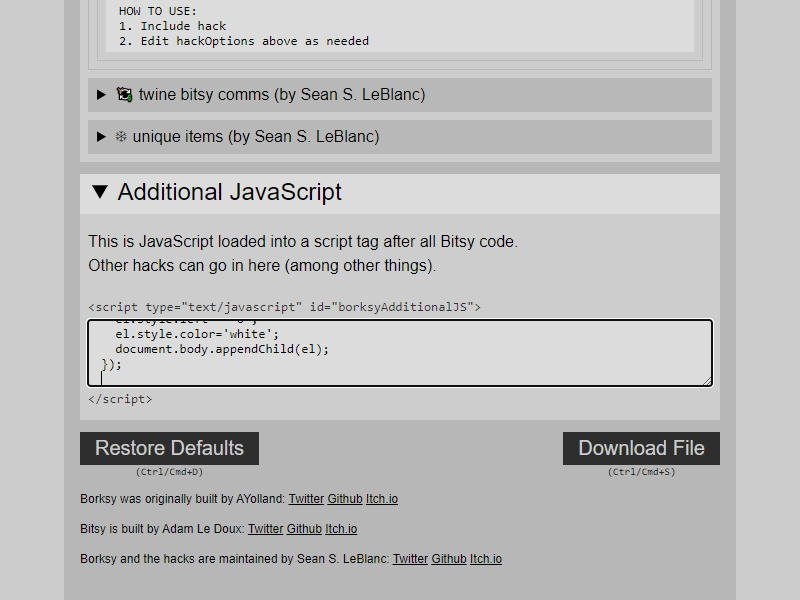 HOW TO USE:
1. Include hack
2. Edit hackOptions above as needed
twine bitsy comms (by Sean S. LeBlanc)
unique items (by Sean S. LeBlanc)
Additional JavaScript
This is JavaScript loaded into a script tag after all Bitsy code.
Other hacks can go in here (among other things).
<script type="text/javascript" id="borksyAdditionalJS">
el.style.color='white';
document.body.appendChild(el);
});
</script>
Restore Defaults
Download File
(Ctrl/Cmd+D)
(Ctrl/Cmd+S)
Borksy was originally built by AYolland: Twitter Github Itch.io
Bitsy is built by Adam Le Doux: Twitter Github Itch.io
Borksy and the hacks are maintained by Sean S. LeBlanc: Twitter Github Itch.io